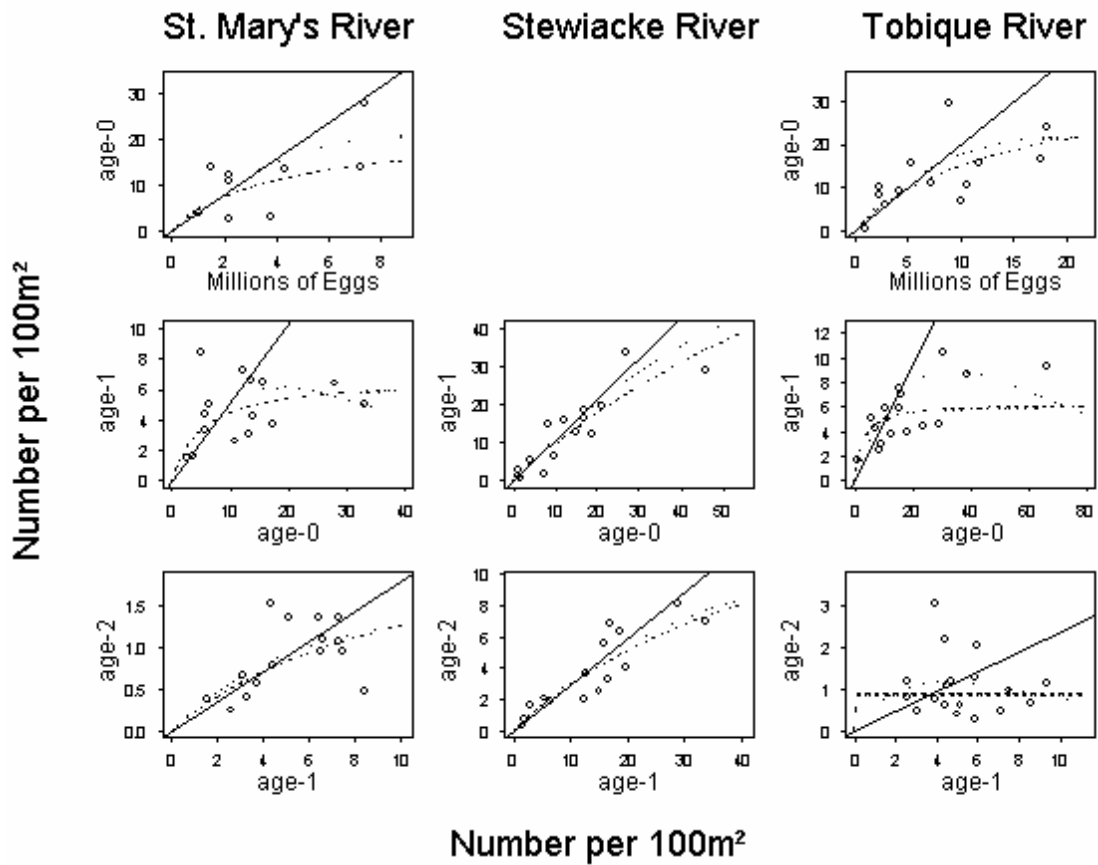 St. Mary's River Stewiacke River Tobique River
Number per 100m²
age-0
30
20
10
0
0 2 4 6 8
Millions of Eggs
age-0
30
20
10
0
0 5 10 15 20
Millions of Eggs
age-1
10
8
6
4
2
0
0 10 20 30 40
age-0
age-1
40
30
20
10
0
0 10 20 30 40 50
age-0
age-1
12
10
8
6
4
2
0
0 20 40 60 80
age-0
age-2
1.5
1.0
0.5
0.0
0 2 4 6 8 10
age-1
age-2
10
8
6
4
2
0
0 10 20 30 40
age-1
age-2
3
2
1
0
0 2 4 6 8 10
age-1
Number per 100m²